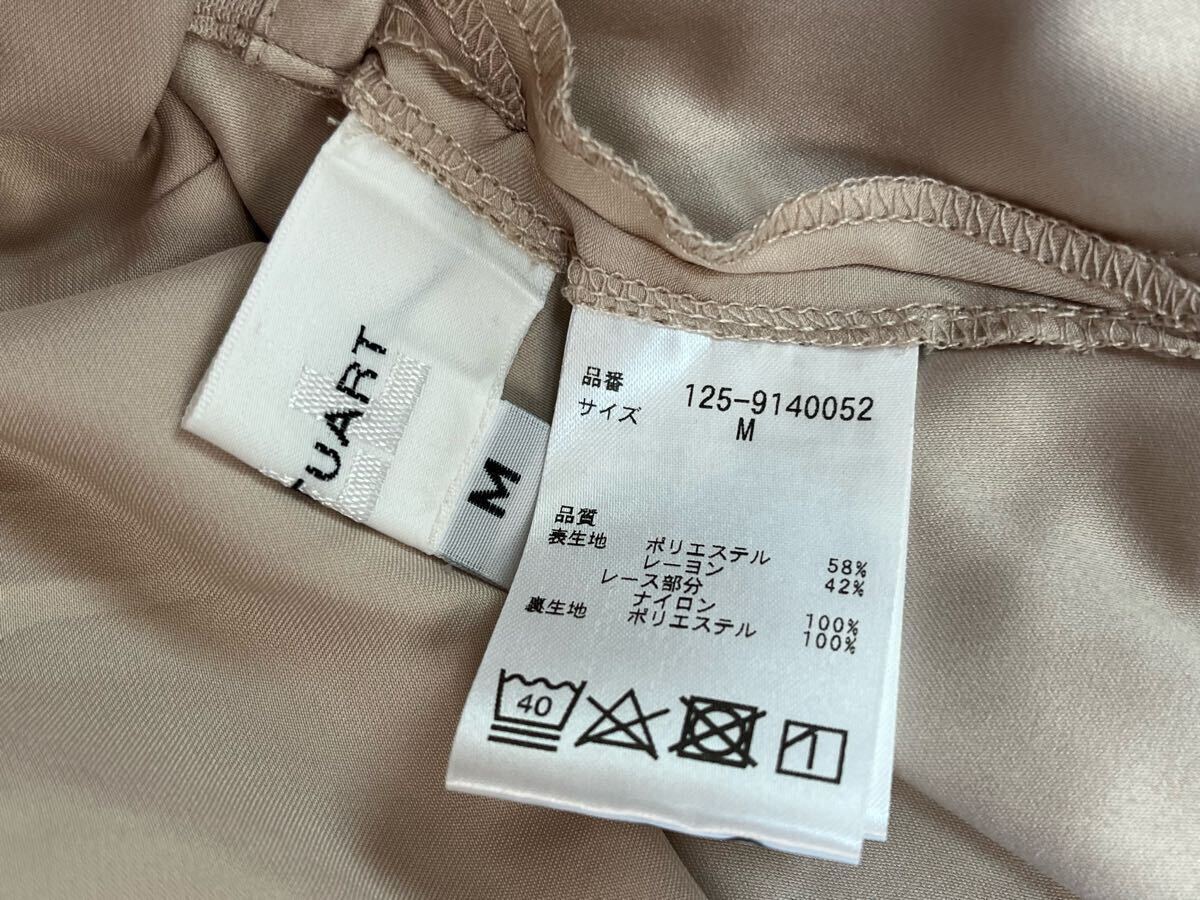 TUART
M
品番 125-9140052
サイズ M
品質
表生地 ポリエステル 58%
レーヨン 42%
レース部分
ナイロン 100%
裏生地 ポリエステル 100%
40